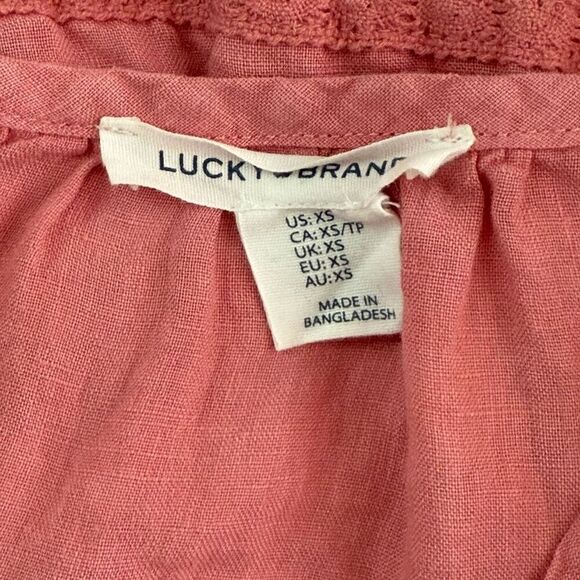 LUCKY BRAND
US: XS
CA: XS/TP
UK: XS
EU: XS
AU: XS
MADE IN
BANGLADESH